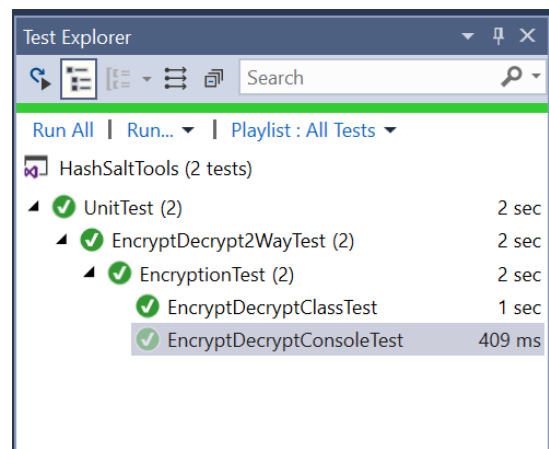 Test Explorer
Search
Run All | Run... | Playlist : All Tests
HashSaltTools (2 tests)
UnitTest (2) 2 sec
EncryptDecrypt2WayTest (2) 2 sec
EncryptionTest (2) 2 sec
EncryptDecryptClassTest 1 sec
EncryptDecryptConsoleTest 409 ms